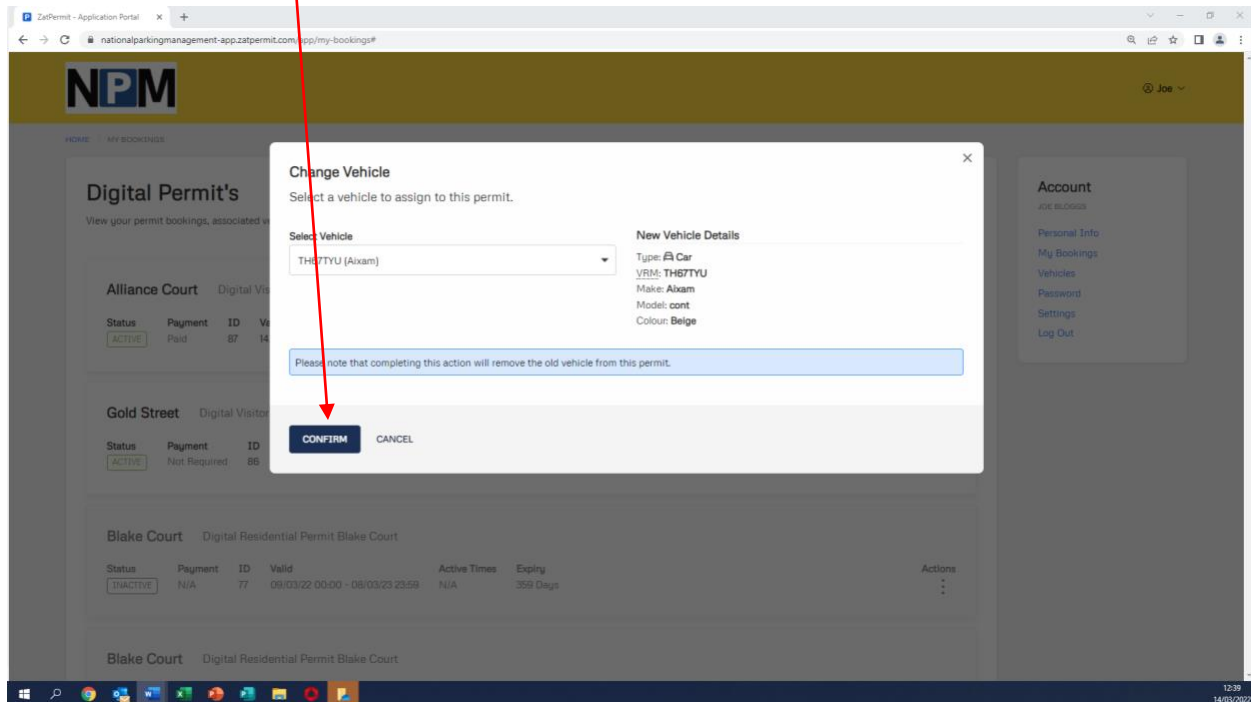 ZatPermit - Application Portal
nationalparkingmanagement-app.zatpermit.com/app/my-bookings#
NPM
Joe
HOME MY BOOKINGS
Digital Permit's
View your permit bookings, associated
Alliance Court Digital Vis
Status Payment ID Va
ACTIVE Paid 87 14
Gold Street Digital Visitor
Status Payment ID
ACTIVE Not Required 86
Blake Court Digital Residential Permit Blake Court
Status Payment ID Valid Active Times Expiry Actions
INACTIVE N/A 77 09/03/22 00:00 - 08/03/23 23:59 N/A 359 Days
Blake Court Digital Residential Permit Blake Court
Change Vehicle
Select a vehicle to assign to this permit.
Select Vehicle
TH67TYU (Aixam)
New Vehicle Details
Type: Car
VRM: TH67TYU
Make: Aixam
Model: cont
Colour: Beige
Please note that completing this action will remove the old vehicle from this permit.
CONFIRM CANCEL
Account
JOE BLOGGS
Personal Info
My Bookings
Vehicles
Password
Settings
Log Out
12:39
14/03/2022